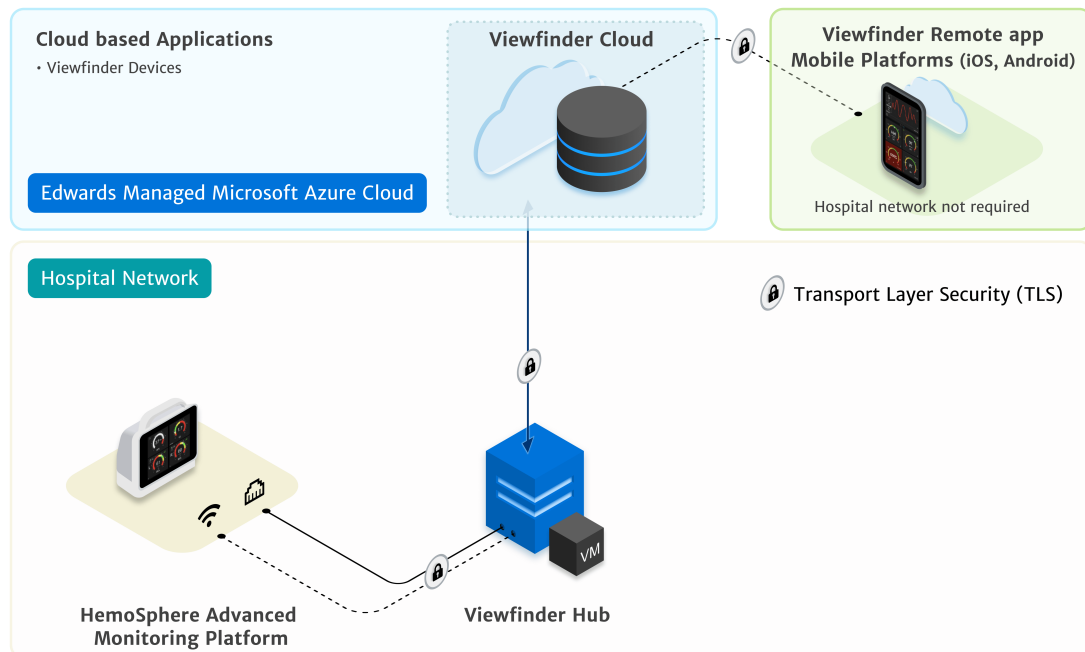 Cloud based Applications
• Viewfinder Devices
Edwards Managed Microsoft Azure Cloud
Viewfinder Cloud
Viewfinder Remote app
Mobile Platforms (iOS, Android)
Hospital network not required
Hospital Network
Transport Layer Security (TLS)
VM
HemoSphere Advanced
Monitoring Platform
Viewfinder Hub